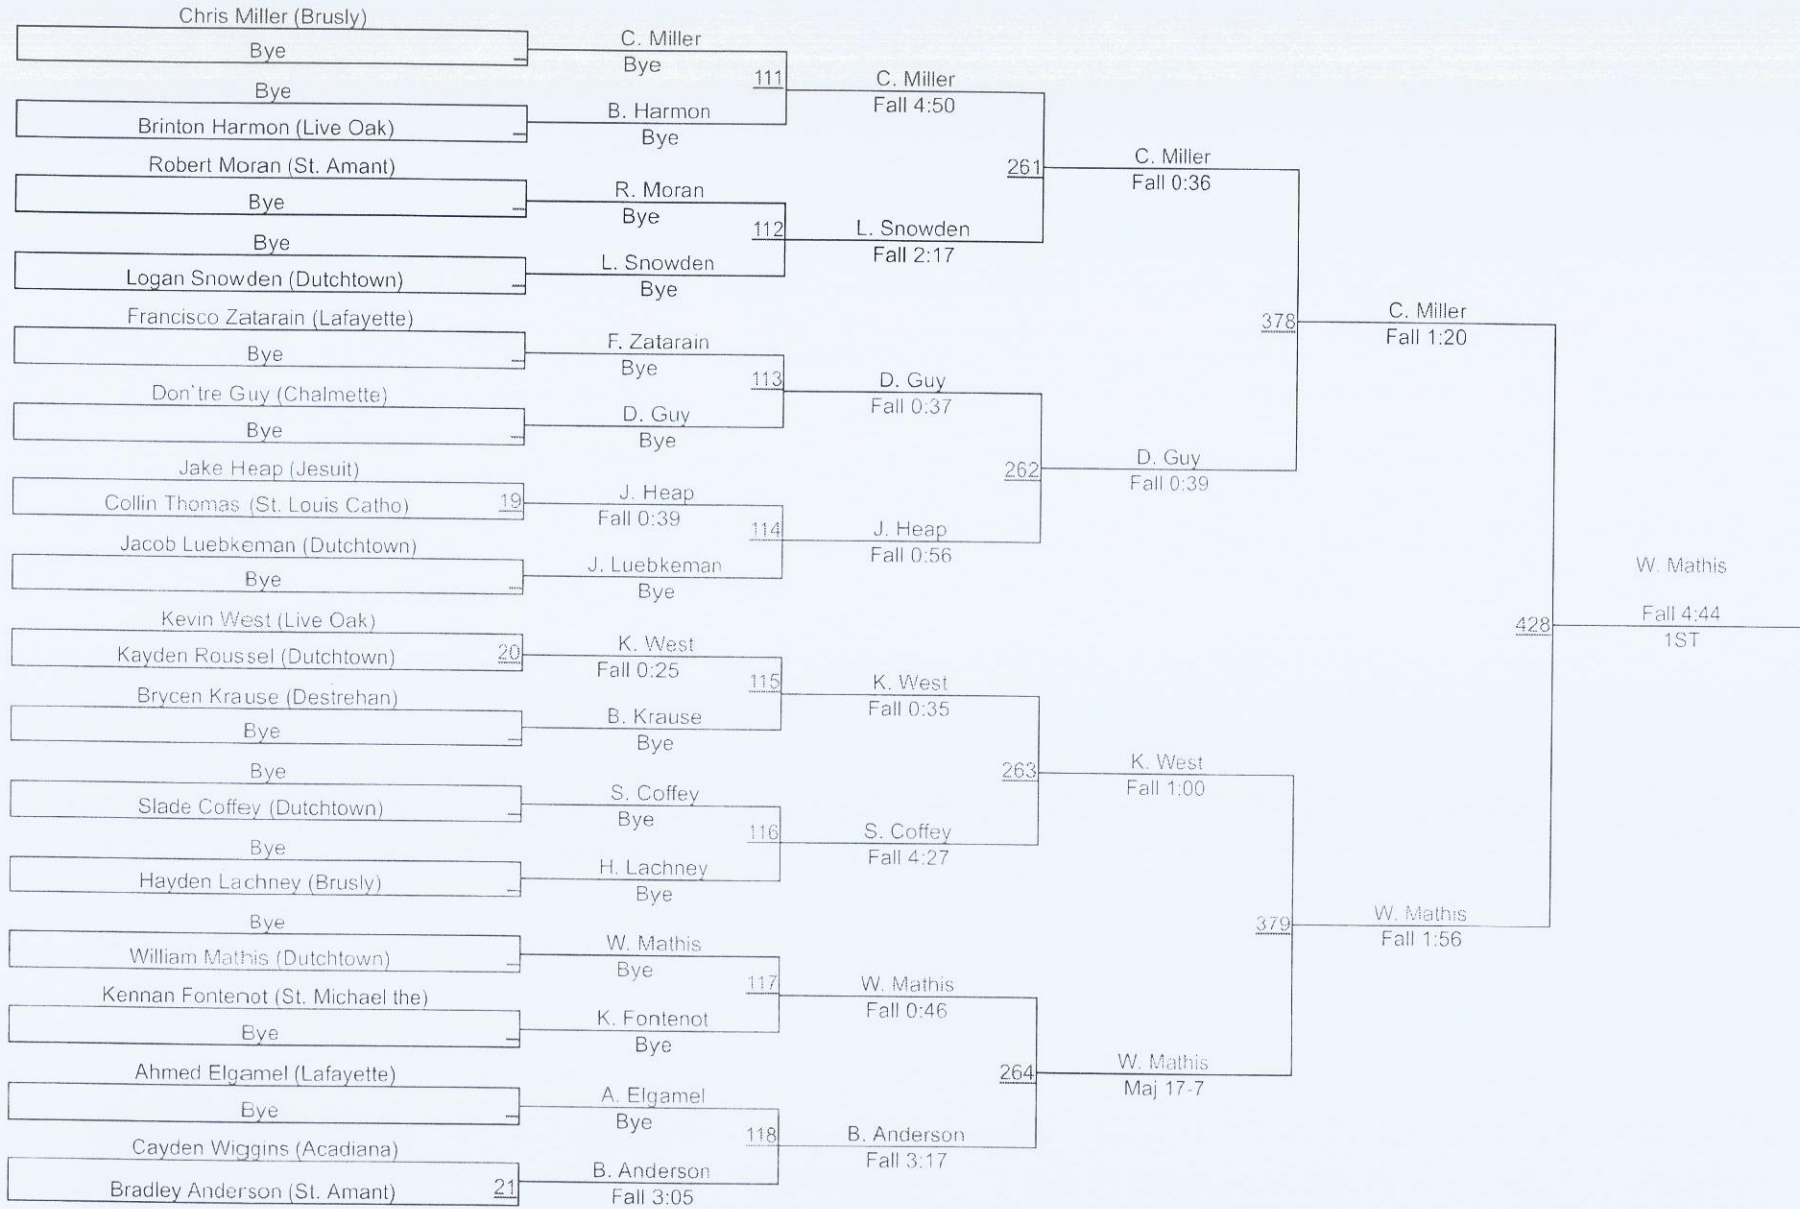 Chris Miller (Brusly)
Bye
Bye
Brinton Harmon (Live Oak)
Robert Moran (St. Amant)
Bye
Bye
Logan Snowden (Dutchtown)
Francisco Zatarain (Lafayette)
Bye
Don`tre Guy (Chalmette)
Bye
Jake Heap (Jesuit)
Collin Thomas (St. Louis Catho) 19
Jacob Luebkeman (Dutchtown)
Bye
Kevin West (Live Oak)
Kayden Roussel (Dutchtown) 20
Brycen Krause (Destrehan)
Bye
Bye
Slade Coffey (Dutchtown)
Bye
Hayden Lachney (Brusly)
Bye
William Mathis (Dutchtown)
Kennan Fontenot (St. Michael the)
Bye
Ahmed Elgamel (Lafayette)
Bye
Cayden Wiggins (Acadiana)
Bradley Anderson (St. Amant) 21
C. Miller
Bye
111
B. Harmon
Bye
R. Moran
Bye
112
L. Snowden
Bye
F. Zatarain
Bye
113
D. Guy
Bye
J. Heap
Fall 0:39
114
J. Luebkeman
Bye
K. West
Fall 0:25
115
B. Krause
Bye
S. Coffey
Bye
116
H. Lachney
Bye
W. Mathis
Bye
117
K. Fontenot
Bye
A. Elgamel
Bye
118
B. Anderson
Fall 3:05
C. Miller
Fall 4:50
261
L. Snowden
Fall 2:17
D. Guy
Fall 0:37
262
J. Heap
Fall 0:56
K. West
Fall 0:35
263
S. Coffey
Fall 4:27
W. Mathis
Fall 0:46
264
B. Anderson
Fall 3:17
C. Miller
Fall 0:36
378
D. Guy
Fall 0:39
K. West
Fall 1:00
379
W. Mathis
Maj 17-7
C. Miller
Fall 1:20
428
W. Mathis
Fall 1:56
W. Mathis
Fall 4:44
1ST